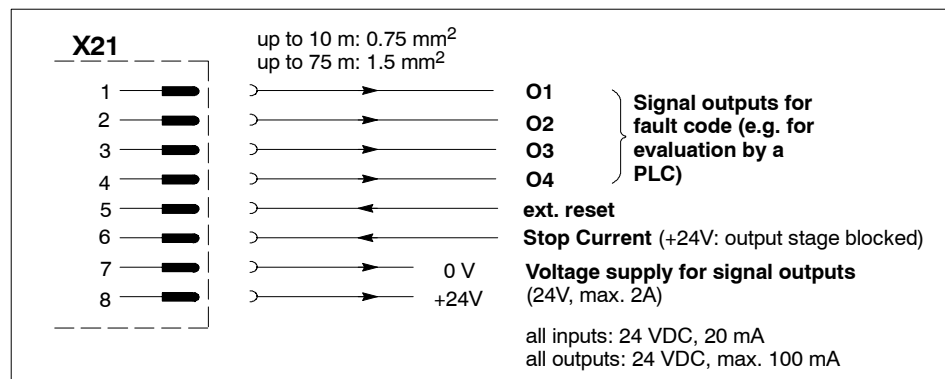 X21
up to 10 m: 0.75 mm²
up to 75 m: 1.5 mm²
1
O1
2
O2
3
O3
4
O4
Signal outputs for
fault code (e.g. for
evaluation by a
PLC)
5
ext. reset
6
Stop Current (+24V: output stage blocked)
7
0 V
Voltage supply for signal outputs
8
+24V
(24V, max. 2A)
all inputs: 24 VDC, 20 mA
all outputs: 24 VDC, max. 100 mA